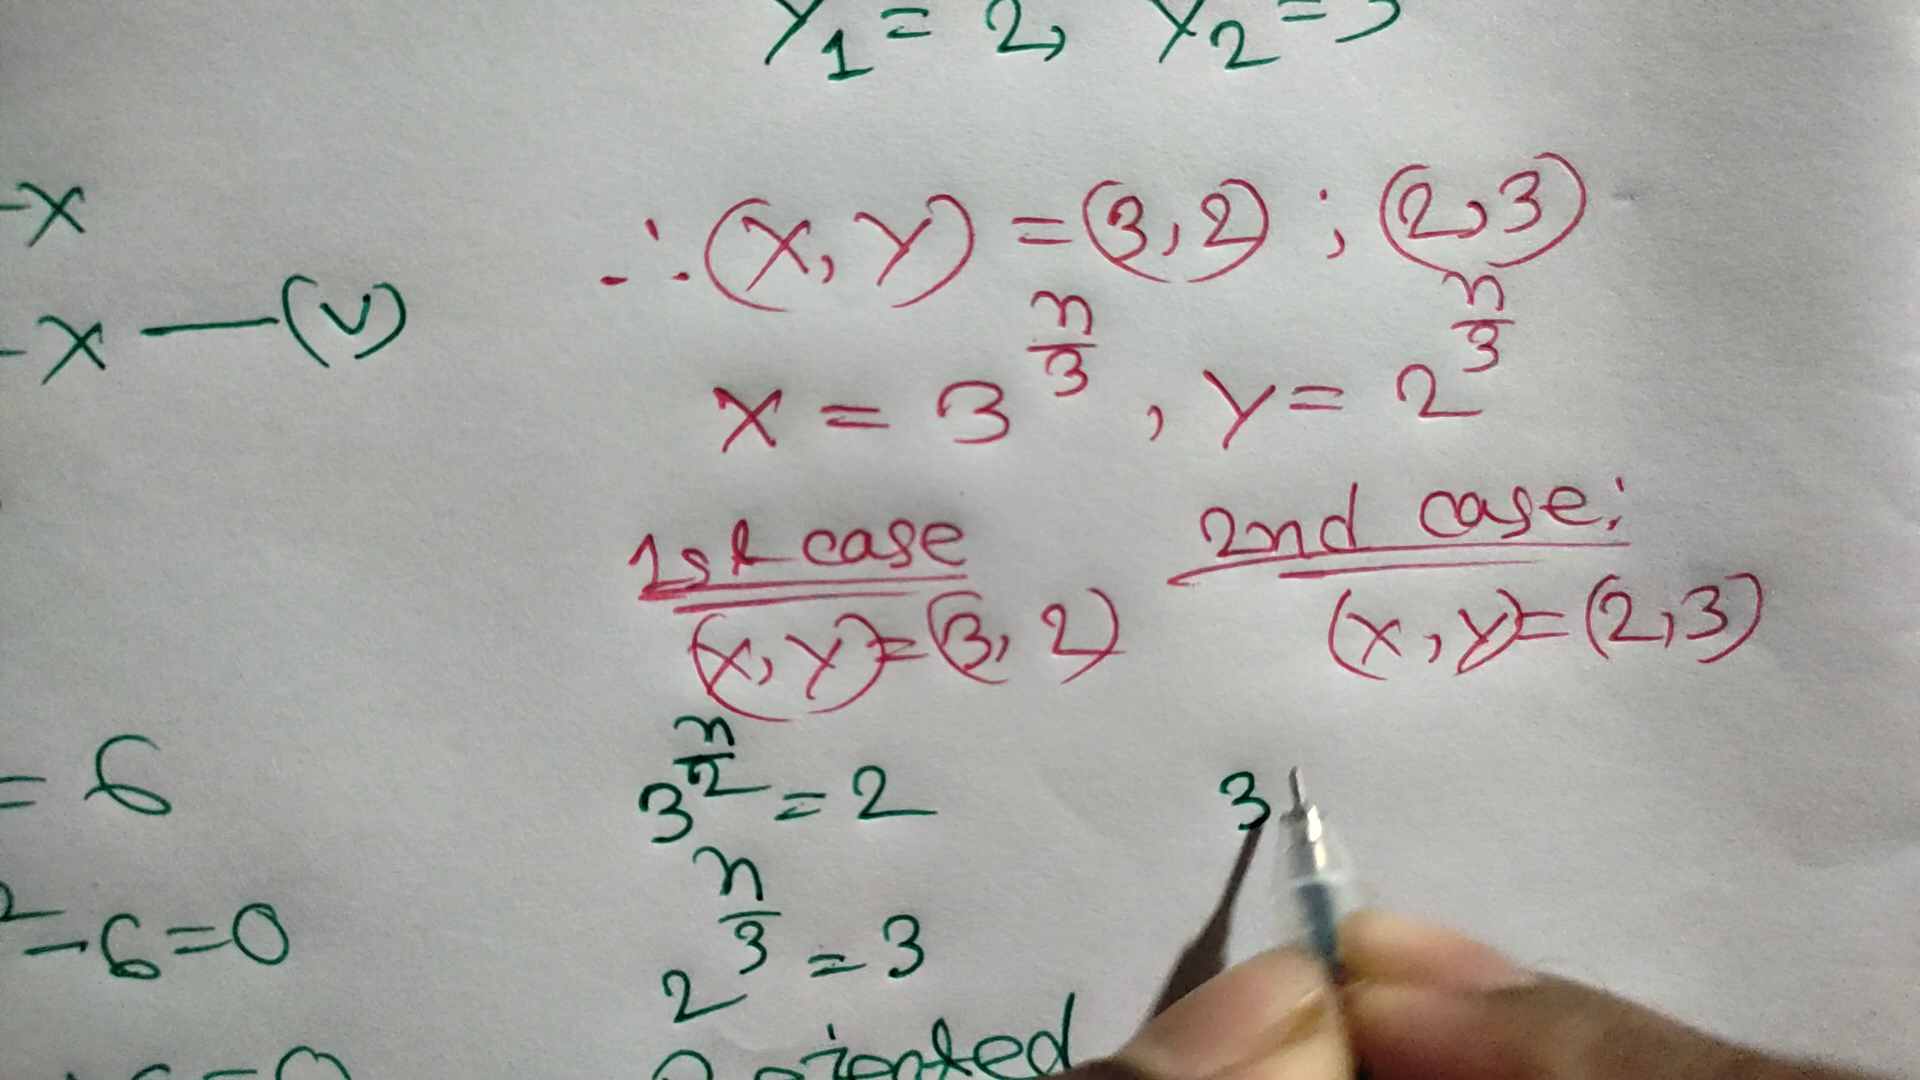 Y₁ = 2, Y₂ = 3
-X
-X —(V)
∴ (X, Y) = (3, 2) ; (2, 3)
X = 3^(n/3), Y = 2^(n/3)
1st case
(X, Y) = (3, 2)
3^(n/2) = 2
2^(n/3) = 3
2nd case:
(X, Y) = (2, 3)
3
= 6
² - 6 = 0